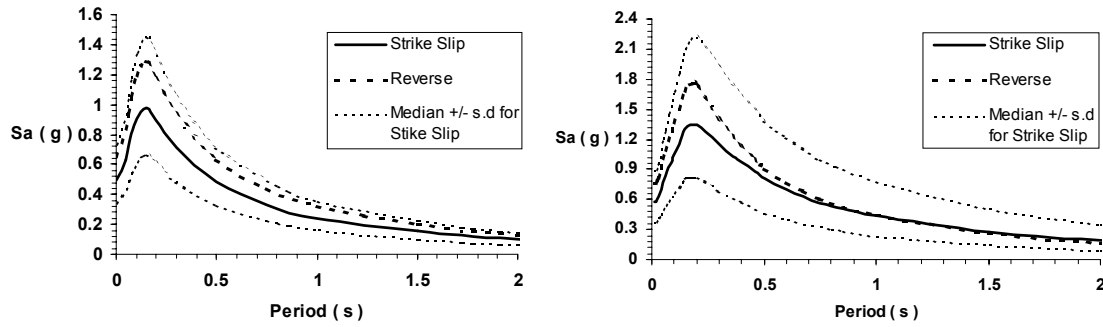 1.6
1.4
1.2
1
0.8
0.6
0.4
0.2
0
Sa ( g )
0 0.5 1 1.5 2
Period ( s )
Strike Slip
Reverse
Median +/- s.d for
Stike Slip
2.4
2.1
1.8
1.5
1.2
0.9
0.6
0.3
0
Sa ( g )
0 0.5 1 1.5 2
Period ( s )
Strike Slip
Reverse
Median +/- s.d
for Strike Slip